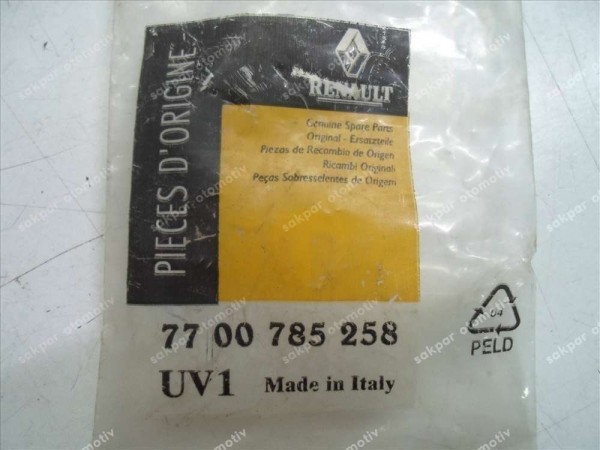 PIECES D'ORIGINE
RENAULT
Genuine Spare Parts
Original - Ersatzteile
Piezas de Recambio de Origen
Ricambi Originali
Peças Sobresselentes de Origem
77 00 785 258
UV1 Made in Italy
04
PELD
sakpar otomotiv